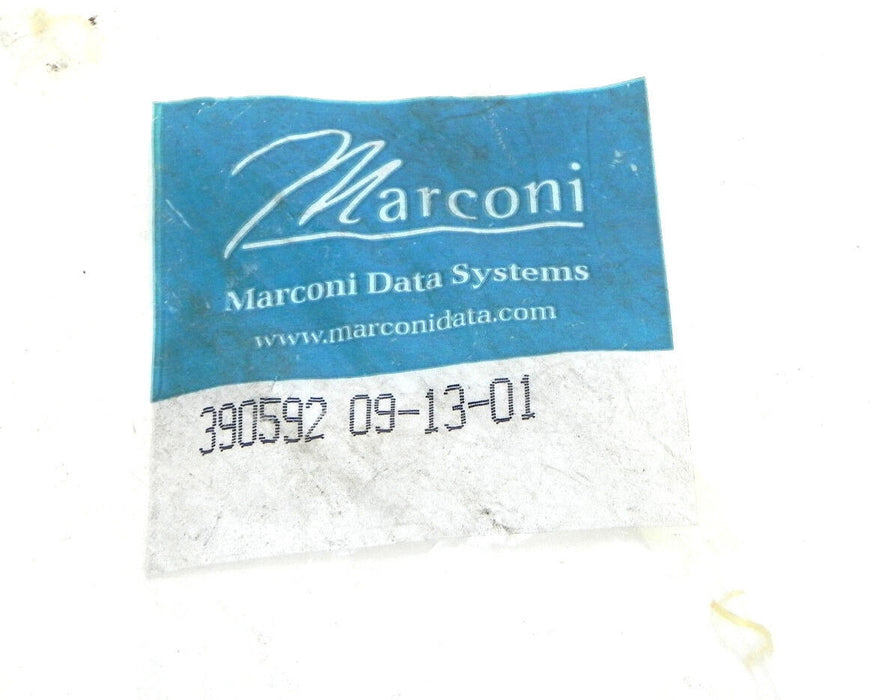 Marconi
Marconi Data Systems
www.marconidata.com
390592 09-13-01